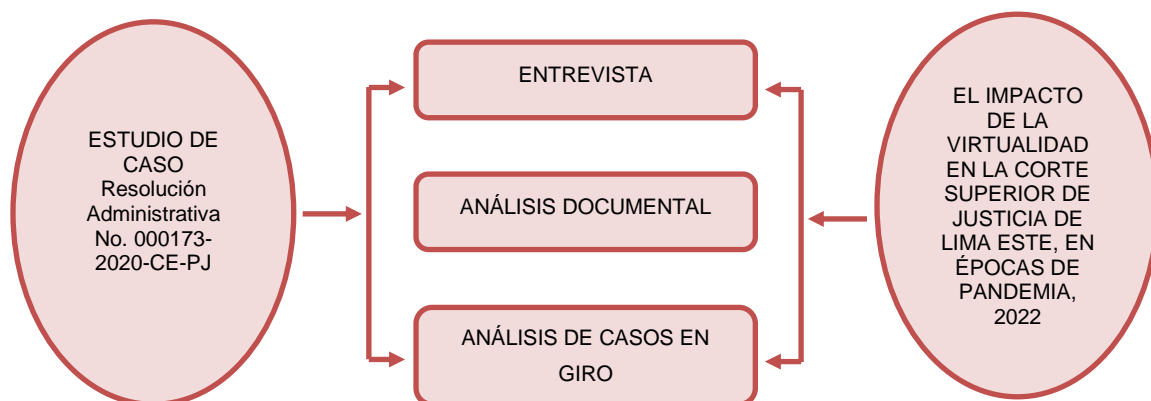 ESTUDIO DE
CASO
Resolución
Administrativa
No. 000173-
2020-CE-PJ
ENTREVISTA
ANÁLISIS DOCUMENTAL
ANÁLISIS DE CASOS EN
GIRO
EL IMPACTO
DE LA
VIRTUALIDAD
EN LA CORTE
SUPERIOR DE
JUSTICIA DE
LIMA ESTE, EN
ÉPOCAS DE
PANDEMIA,
2022